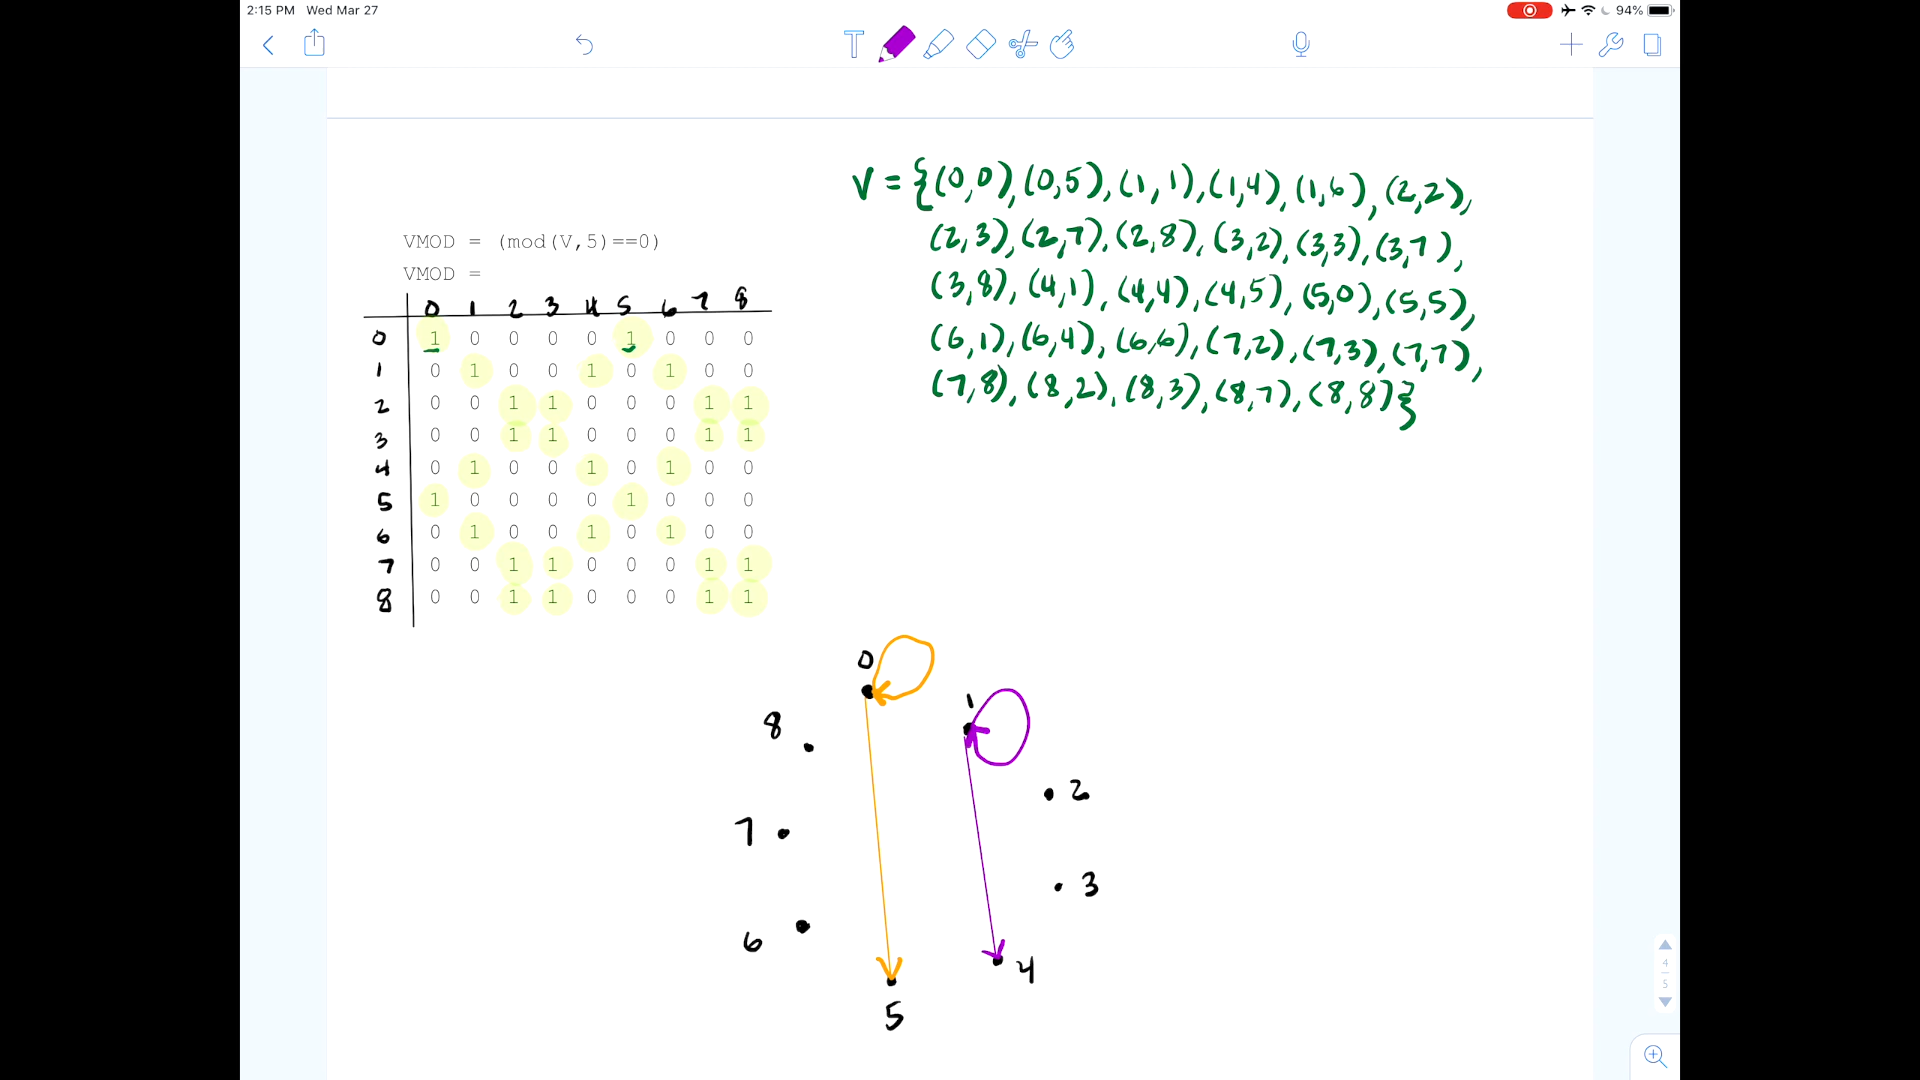 2:15 PM Wed Mar 27
94%
T
V = {(0,0), (0,5), (1,1), (1,4), (1,6), (2,2),
(2,3), (2,7), (2,8), (3,2), (3,3), (3,7),
(3,8), (4,1), (4,4), (4,5), (5,0), (5,5),
(6,1), (6,4), (6,6), (7,2), (7,3), (7,7),
(7,8), (8,2), (8,3), (8,7), (8,8)}
VMOD = (mod(V,5)==0)
VMOD =
0 1 2 3 4 5 6 7 8
0 1 0 0 0 0 1 0 0 0
1 0 1 0 0 1 0 1 0 0
2 0 0 1 1 0 0 0 1 1
3 0 0 1 1 0 0 0 1 1
4 0 1 0 0 1 0 1 0 0
5 1 0 0 0 0 1 0 0 0
6 0 1 0 0 1 0 1 0 0
7 0 0 1 1 0 0 0 1 1
8 0 0 1 1 0 0 0 1 1
0
1
8
2
7
3
6
4
5
4
5